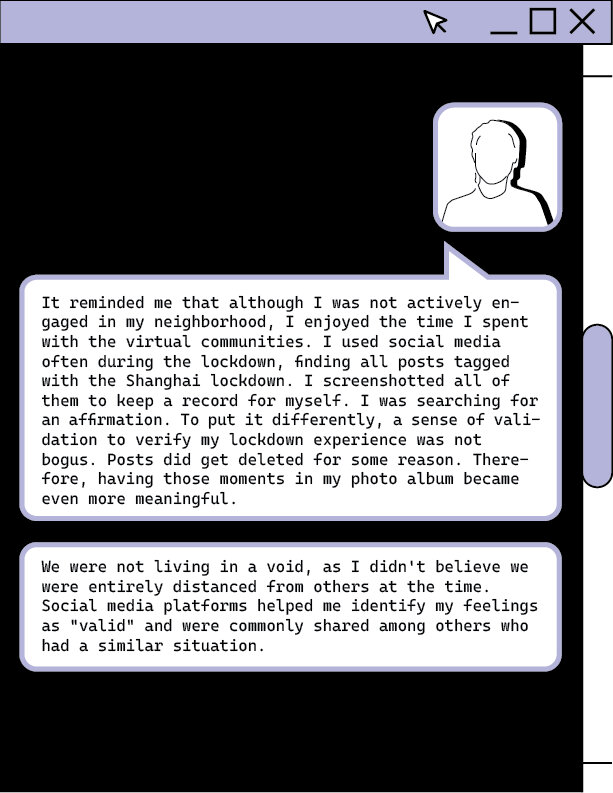 It reminded me that although I was not actively en-
gaged in my neighborhood, I enjoyed the time I spent
with the virtual communities. I used social media
often during the lockdown, finding all posts tagged
with the Shanghai lockdown. I screenshotted all of
them to keep a record for myself. I was searching for
an affirmation. To put it differently, a sense of vali-
dation to verify my lockdown experience was not
bogus. Posts did get deleted for some reason. There-
fore, having those moments in my photo album became
even more meaningful.
We were not living in a void, as I didn't believe we
were entirely distanced from others at the time.
Social media platforms helped me identify my feelings
as "valid" and were commonly shared among others who
had a similar situation.